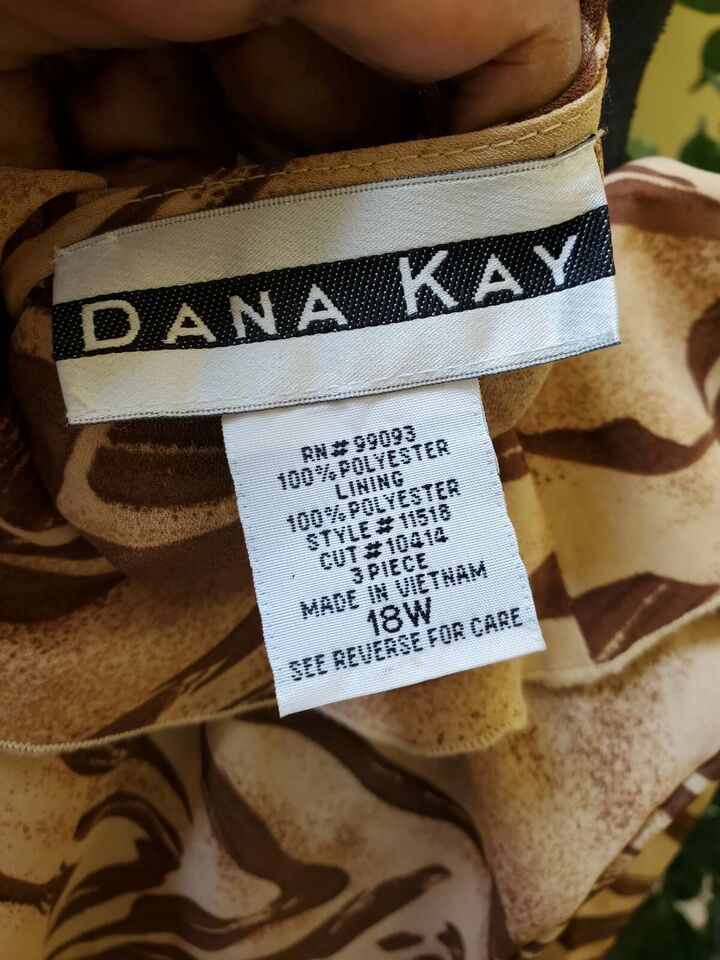 DANA KAY
RN# 99093
100% POLYESTER
LINING
100% POLYESTER
STYLE# 11518
CUT# 10414
3 PIECE
MADE IN VIETNAM
18W
SEE REVERSE FOR CARE